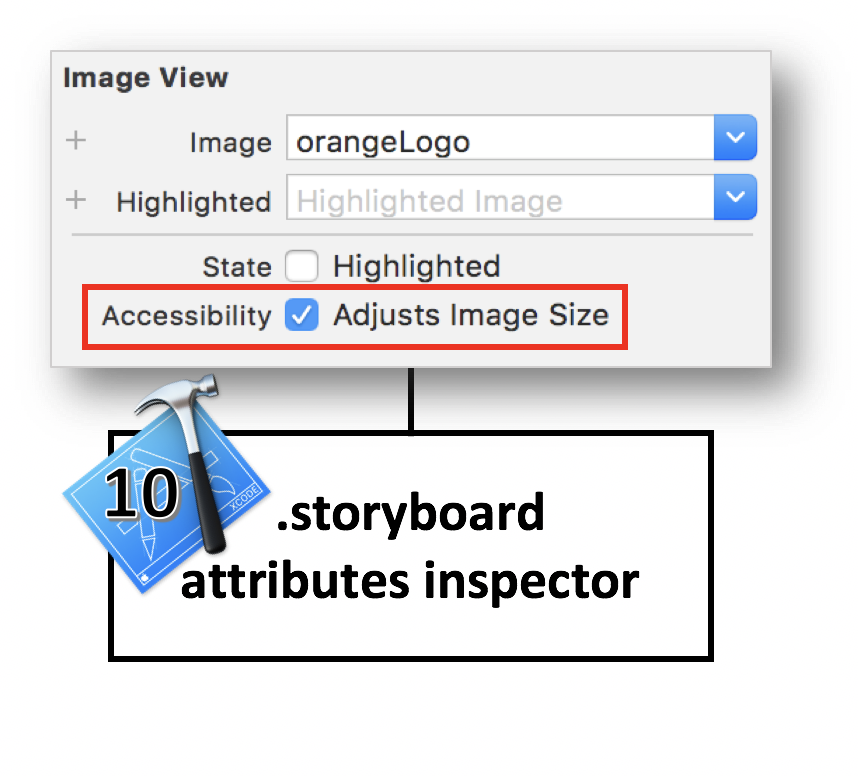 Image View
+ Image orangeLogo
+ Highlighted Highlighted Image
State Highlighted
Accessibility Adjusts Image Size
10
XCODE
.storyboard
attributes inspector